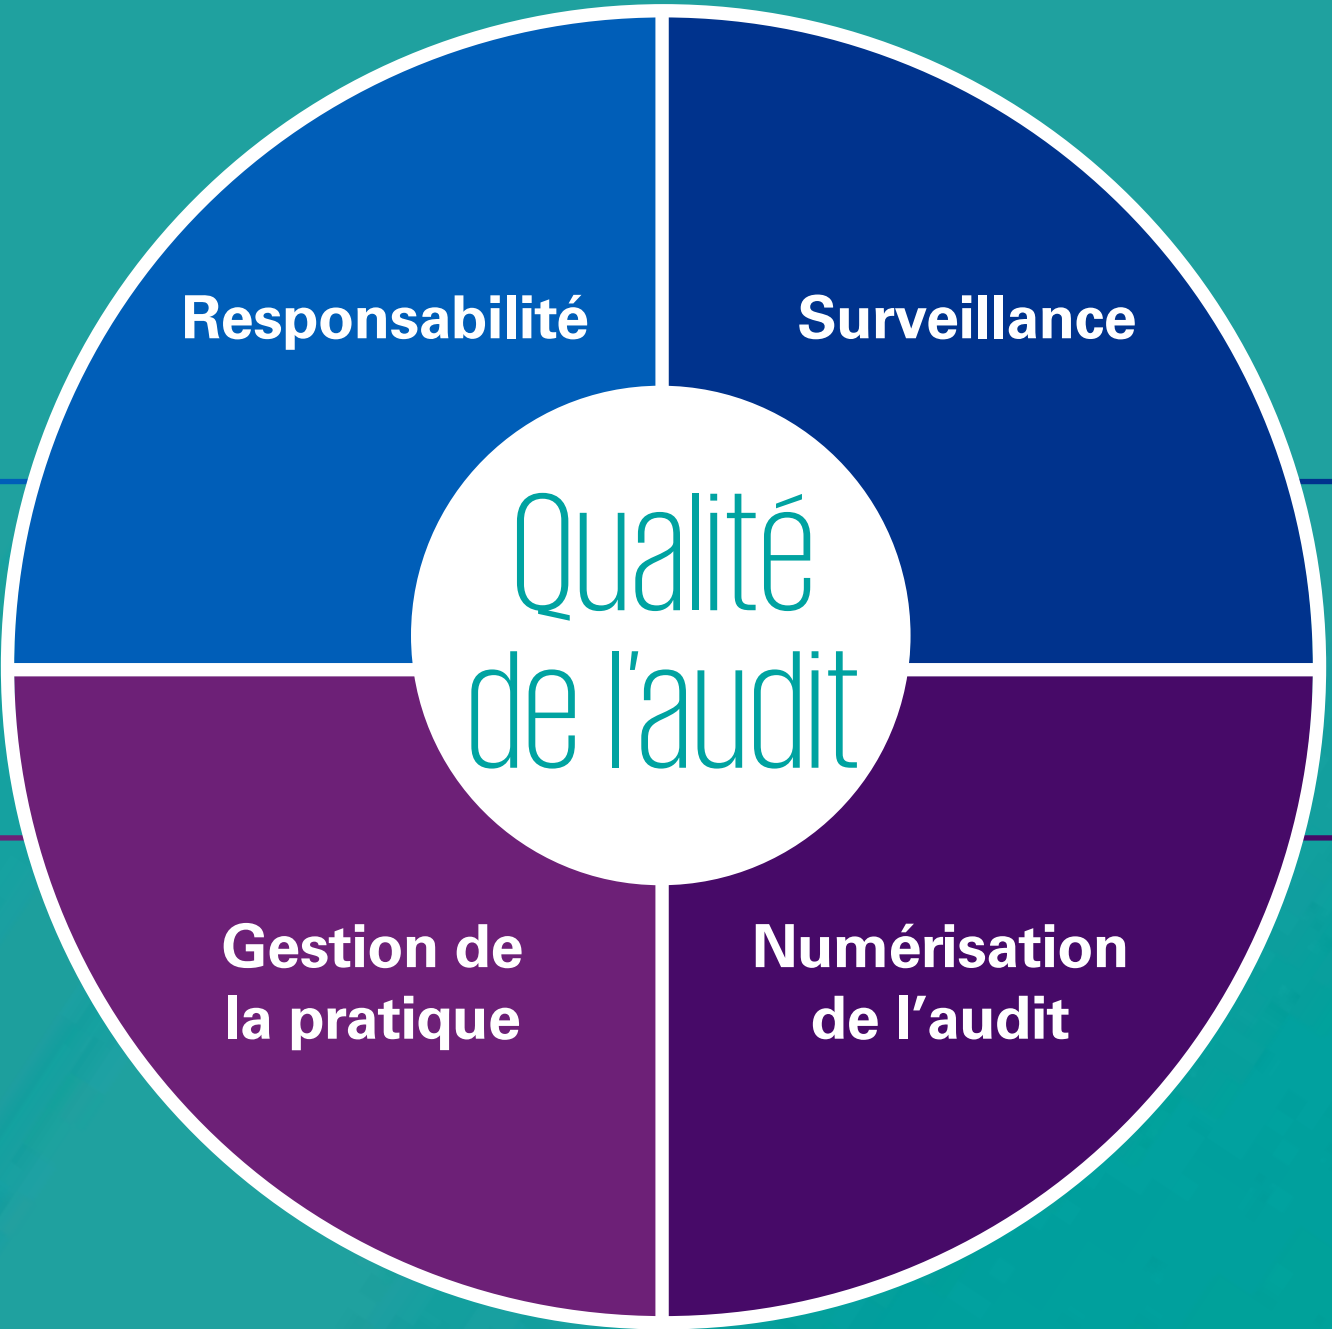 Responsabilité
Surveillance
Qualité
de l’audit
Gestion de
la pratique
Numérisation
de l’audit